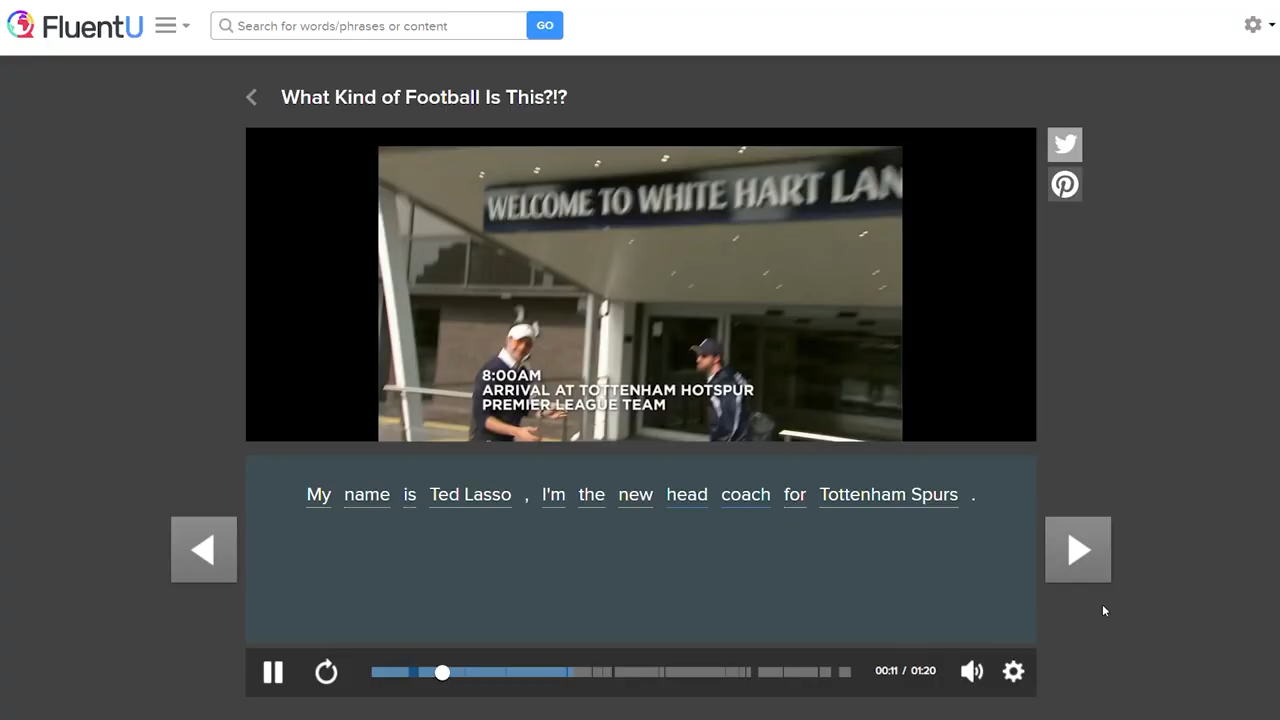 FluentU
Search for words/phrases or content
GO
What Kind of Football Is This?!?
WELCOME TO WHITE HART LAN
8:00AM
ARRIVAL AT TOTTENHAM HOTSPUR
PREMIER LEAGUE TEAM
My name is Ted Lasso , I'm the new head coach for Tottenham Spurs .
00:11 / 01:20